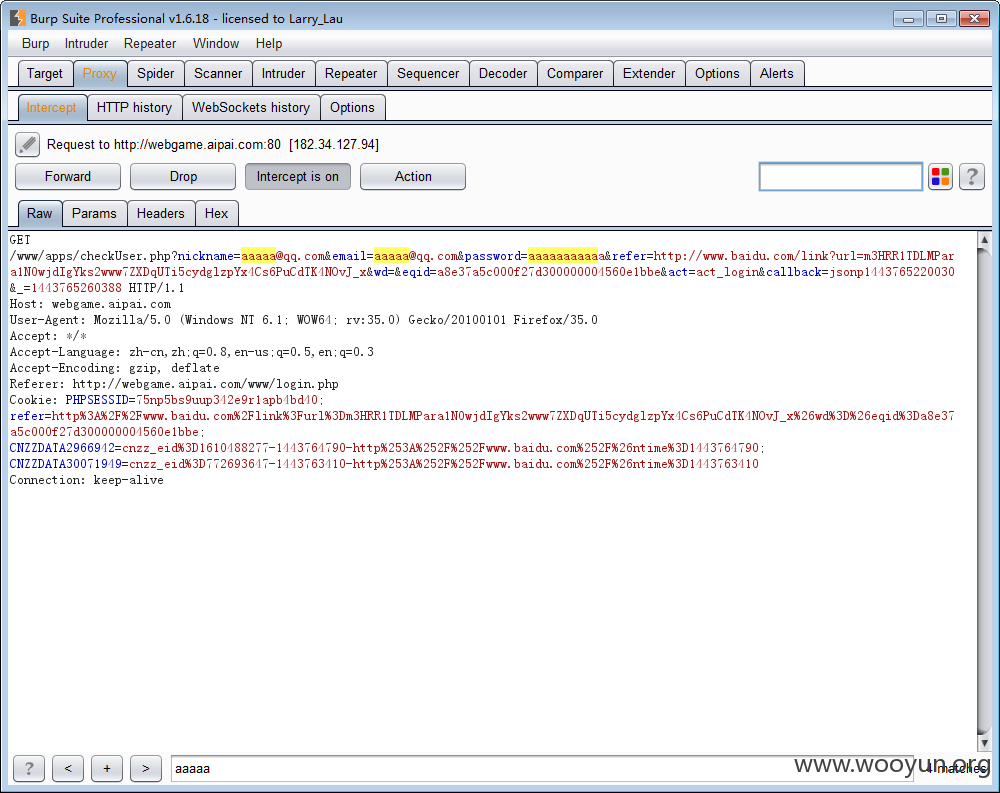 Burp Suite Professional v1.6.18 - licensed to Larry_Lau
Burp Intruder Repeater Window Help
Target Proxy Spider Scanner Intruder Repeater Sequencer Decoder Comparer Extender Options Alerts
Intercept HTTP history WebSockets history Options
Request to http://webgame.aipai.com:80 [182.34.127.94]
Forward Drop Intercept is on Action ?
Raw Params Headers Hex
GET
/www/apps/checkUser.php?nickname=aaaaa@qq.com&email=aaaaa@qq.com&password=aaaaaaaaaaa&refer=http://www.baidu.com/link?url=m3HRR1TDLMPar
a1N0wjdIgYks2www7ZXDqUTi5cydglzpYx4Cs6PuCdTK4NOvJ_x&wd=&eqid=a8e37a5c000f27d300000004560e1bbe&act=act_login&callback=jsonp1443765220030
&_=1443765260388 HTTP/1.1
Host: webgame.aipai.com
User-Agent: Mozilla/5.0 (Windows NT 6.1; WOW64; rv:35.0) Gecko/20100101 Firefox/35.0
Accept: */*
Accept-Language: zh-cn,zh;q=0.8,en-us;q=0.5,en;q=0.3
Accept-Encoding: gzip, deflate
Referer: http://webgame.aipai.com/www/login.php
Cookie: PHPSESSID=75np5bs9uup342e9r1apb4bd40;
refer=http%3A%2F%2Fwww.baidu.com%2Flink%3Furl%3Dm3HRR1TDLMPara1N0wjdIgYks2www7ZXDqUTi5cydglzpYx4Cs6PuCdTK4NOvJ_x%26wd%3D%26eqid%3Da8e37
a5c000f27d300000004560e1bbe;
CNZZDATA2966942=cnzz_eid%3D1610488277-1443764790-http%253A%252F%252Fwww.baidu.com%252F%26ntime%3D1443764790;
CNZZDATA30071949=cnzz_eid%3D772693647-1443763410-http%253A%252F%252Fwww.baidu.com%252F%26ntime%3D1443763410
Connection: keep-alive
? < + > aaaaa 4 matches
www.wooyun.org